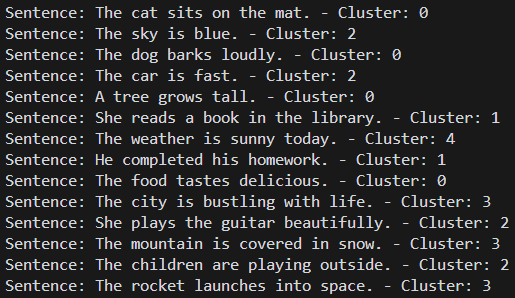 Sentence: The cat sits on the mat. - Cluster: 0
Sentence: The sky is blue. - Cluster: 2
Sentence: The dog barks loudly. - Cluster: 0
Sentence: The car is fast. - Cluster: 2
Sentence: A tree grows tall. - Cluster: 0
Sentence: She reads a book in the library. - Cluster: 1
Sentence: The weather is sunny today. - Cluster: 4
Sentence: He completed his homework. - Cluster: 1
Sentence: The food tastes delicious. - Cluster: 0
Sentence: The city is bustling with life. - Cluster: 3
Sentence: She plays the guitar beautifully. - Cluster: 2
Sentence: The mountain is covered in snow. - Cluster: 3
Sentence: The children are playing outside. - Cluster: 2
Sentence: The rocket launches into space. - Cluster: 3